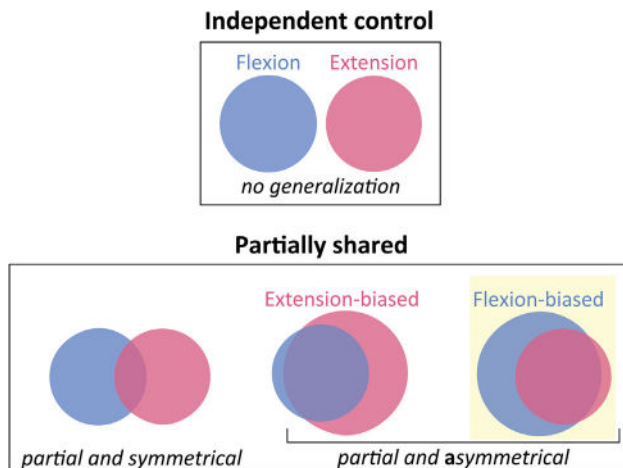 Independent control
Flexion Extension
no generalization
Partially shared
Extension-biased Flexion-biased
partial and symmetrical partial and asymmetrical